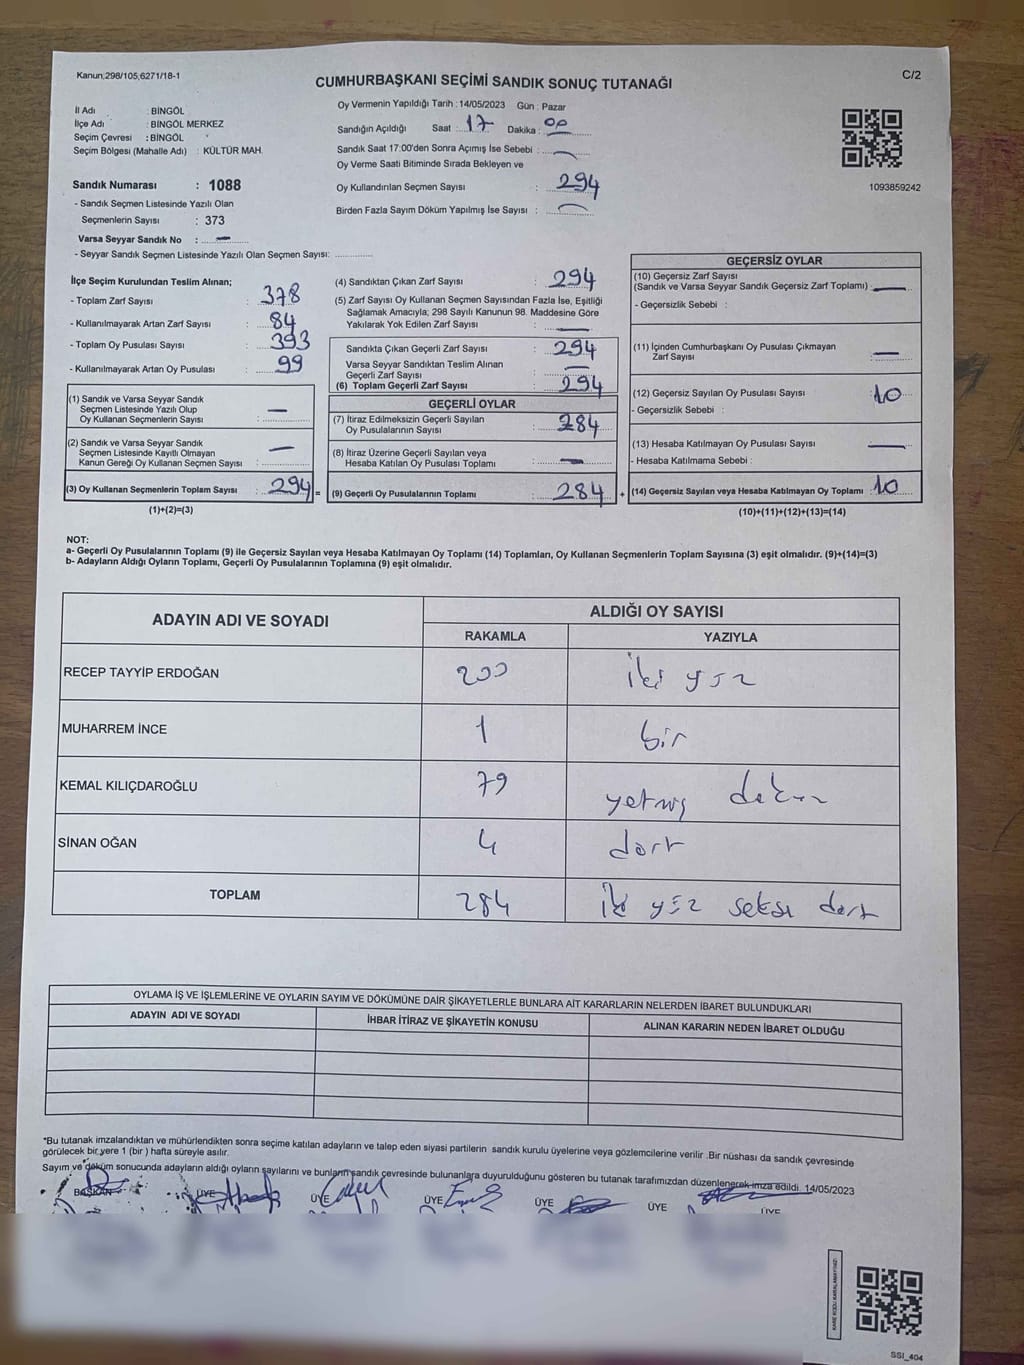 Kanun;298/105;6271/18-1
C/2
CUMHURBAŞKANI SEÇİMİ SANDIK SONUÇ TUTANAĞI
İl Adı : BİNGÖL
İlçe Adı : BİNGÖL MERKEZ
Seçim Çevresi : BİNGÖL
Seçim Bölgesi (Mahalle Adı) : KÜLTÜR MAH.
Oy Vermenin Yapıldığı Tarih : 14/05/2023 Gün : Pazar
Sandığın Açıldığı Saat : 17 Dakika : 00
Sandık Saat 17:00'den Sonra Açımış İse Sebebi : —
Oy Verme Saati Bitiminde Sırada Bekleyen ve
Oy Kullandırılan Seçmen Sayısı : 294
Birden Fazla Sayım Döküm Yapılmış İse Sayısı : —
1093859242
Sandık Numarası : 1088
- Sandık Seçmen Listesinde Yazılı Olan
Seçmenlerin Sayısı : 373
Varsa Seyyar Sandık No : —
- Seyyar Sandık Seçmen Listesinde Yazılı Olan Seçmen Sayısı:
İlçe Seçim Kurulundan Teslim Alınan;
- Toplam Zarf Sayısı : 378
- Kullanılmayarak Artan Zarf Sayısı : 84
- Toplam Oy Pusulası Sayısı : 393
- Kullanılmayarak Artan Oy Pusulası : 99
(1) Sandık ve Varsa Seyyar Sandık
Seçmen Listesinde Yazılı Olup
Oy Kullanan Seçmenlerin Sayısı : —
(2) Sandık ve Varsa Seyyar Sandık
Seçmen Listesinde Kayıtlı Olmayan
Kanun Gereği Oy Kullanan Seçmen Sayısı : —
(3) Oy Kullanan Seçmenlerin Toplam Sayısı : 294 =
(1)+(2)=(3)
(4) Sandıktan Çıkan Zarf Sayısı : 294
(5) Zarf Sayısı Oy Kullanan Seçmen Sayısından Fazla İse, Eşitliği
Sağlamak Amacıyla; 298 Sayılı Kanunun 98. Maddesine Göre
Yakılarak Yok Edilen Zarf Sayısı : —
Sandıkta Çıkan Geçerli Zarf Sayısı : 294
Varsa Seyyar Sandıktan Teslim Alınan
Geçerli Zarf Sayısı : —
(6) Toplam Geçerli Zarf Sayısı : 294
GEÇERLİ OYLAR
(7) İtiraz Edilmeksizin Geçerli Sayılan
Oy Pusulalarının Sayısı : 284
(8) İtiraz Üzerine Geçerli Sayılan veya
Hesaba Katılan Oy Pusulası Toplamı : —
(9) Geçerli Oy Pusulalarının Toplamı : 284 +
GEÇERSİZ OYLAR
(10) Geçersiz Zarf Sayısı
(Sandık ve Varsa Seyyar Sandık Geçersiz Zarf Toplamı) : —
- Geçersizlik Sebebi :
(11) İçinden Cumhurbaşkanı Oy Pusulası Çıkmayan
Zarf Sayısı : —
(12) Geçersiz Sayılan Oy Pusulası Sayısı : 10
- Geçersizlik Sebebi :
(13) Hesaba Katılmayan Oy Pusulası Sayısı : —
- Hesaba Katılmama Sebebi :
(14) Geçersiz Sayılan veya Hesaba Katılmayan Oy Toplamı : 10
(10)+(11)+(12)+(13)=(14)
NOT:
a- Geçerli Oy Pusulalarının Toplamı (9) ile Geçersiz Sayılan veya Hesaba Katılmayan Oy Toplamı (14) Toplamları, Oy Kullanan Seçmenlerin Toplam Sayısına (3) eşit olmalıdır. (9)+(14)=(3)
b- Adayların Aldığı Oyların Toplamı, Geçerli Oy Pusulalarının Toplamına (9) eşit olmalıdır.
ADAYIN ADI VE SOYADI ALDIĞI OY SAYISI
RAKAMLA YAZIYLA
RECEP TAYYİP ERDOĞAN 200 iki yüz
MUHARREM İNCE 1 bir
KEMAL KILIÇDAROĞLU 79 yetmiş dokuz
SİNAN OĞAN 4 dört
TOPLAM 284 iki yüz seksı dört
OYLAMA İŞ VE İŞLEMLERİNE VE OYLARIN SAYIM VE DÖKÜMÜNE DAİR ŞİKAYETLERLE BUNLARA AİT KARARLARIN NELERDEN İBARET BULUNDUKLARI
ADAYIN ADI VE SOYADI İHBAR İTİRAZ VE ŞİKAYETİN KONUSU ALINAN KARARIN NEDEN İBARET OLDUĞU
*Bu tutanak imzalandıktan ve mühürlendikten sonra seçime katılan adayların ve talep eden siyasi partilerin sandık kurulu üyelerine veya gözlemcilerine verilir .Bir nüshası da sandık çevresinde
görülecek bir yere 1 (bir ) hafta süreyle asılır.
Sayım ve döküm sonucunda adayların aldığı oyların sayılarını ve bunların sandık çevresinde bulunanlara duyurulduğunu gösteren bu tutanak tarafımızdan düzenlenerek imza edildi. 14/05/2023
BAŞKAN ÜYE ÜYE ÜYE ÜYE ÜYE ÜYE
SSI_404